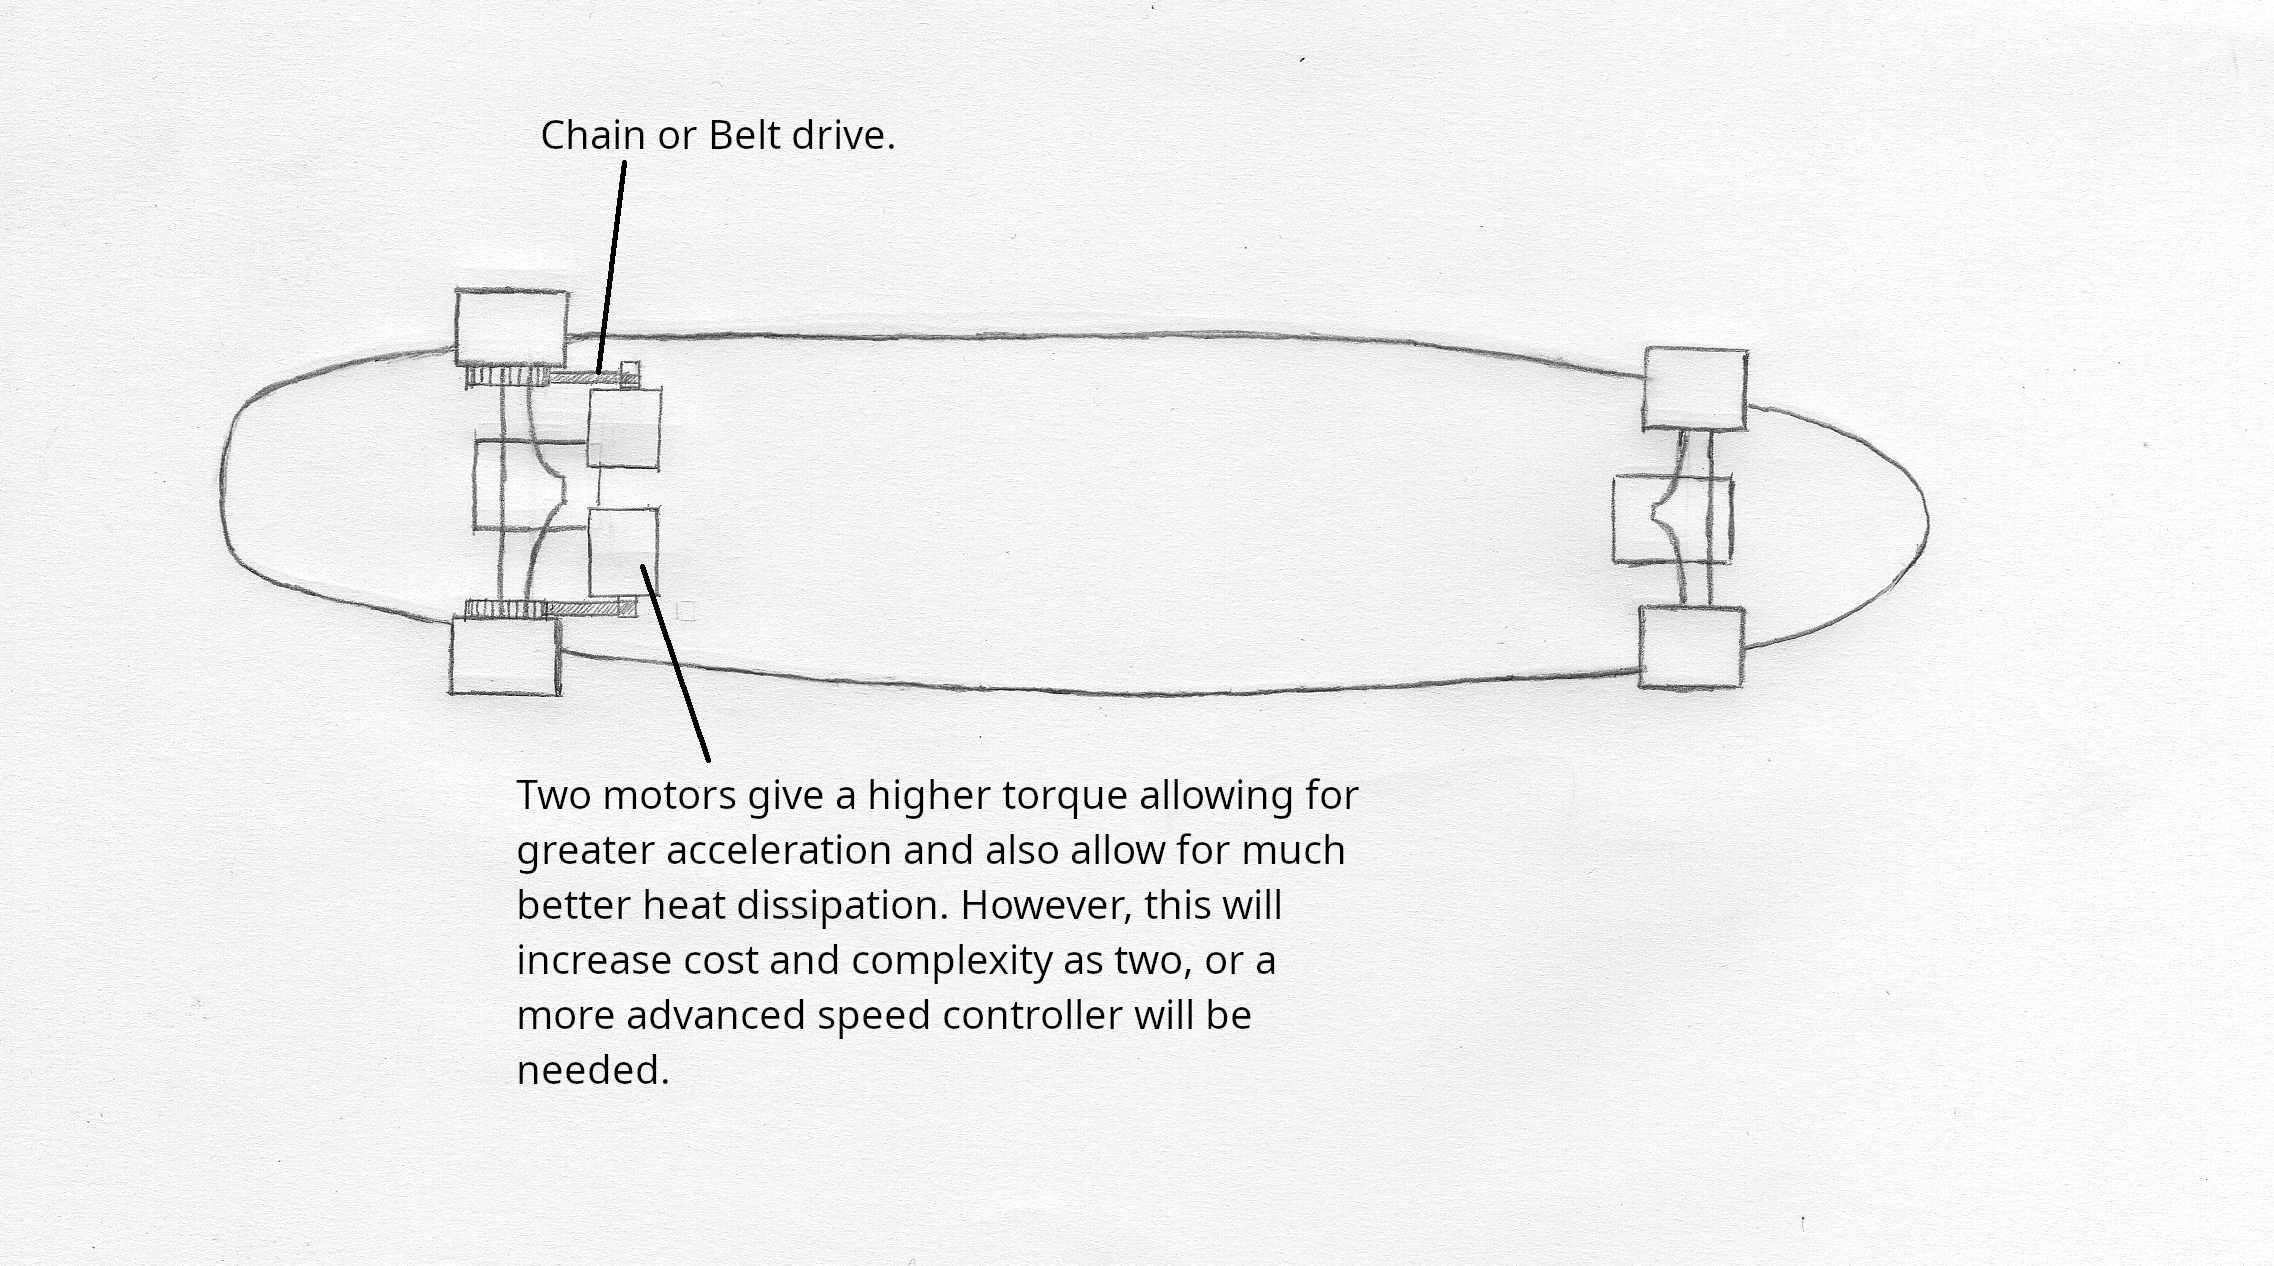 Chain or Belt drive.
Two motors give a higher torque allowing for
greater acceleration and also allow for much
better heat dissipation. However, this will
increase cost and complexity as two, or a
more advanced speed controller will be
needed.